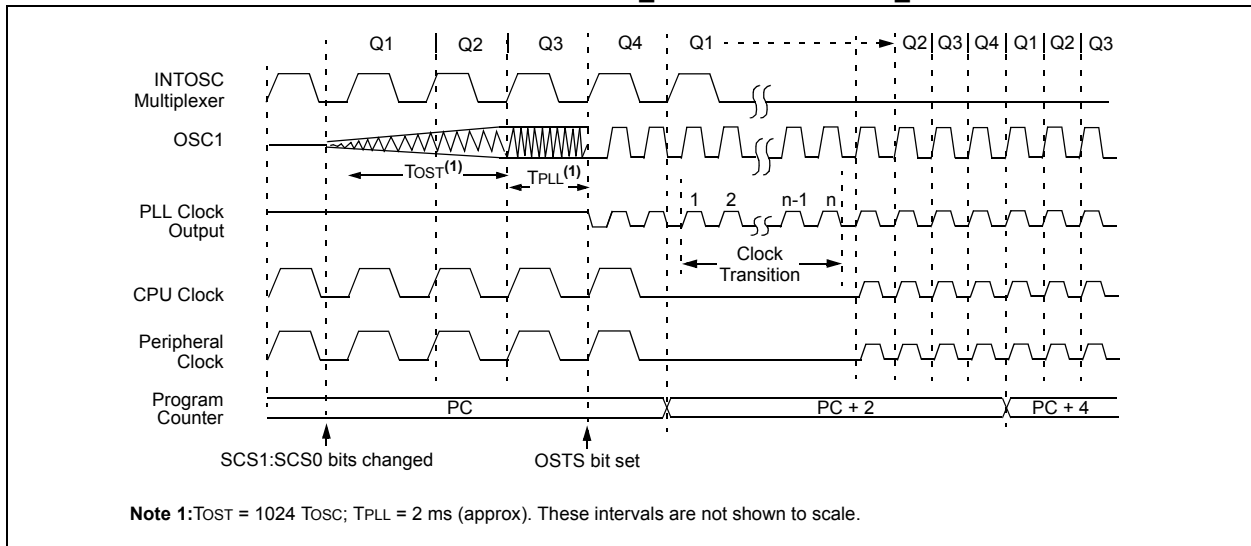 Q1 Q2 Q3 Q4 Q1 Q2 Q3 Q4 Q1 Q2 Q3
INTOSC
Multiplexer
OSC1
TOST(1)
TPLL(1)
PLL Clock
Output
1 2 n-1 n
Clock
Transition
CPU Clock
Peripheral
Clock
Program
Counter
PC PC + 2 PC + 4
SCS1:SCS0 bits changed
OSTS bit set
Note 1:TOST = 1024 TOSC; TPLL = 2 ms (approx). These intervals are not shown to scale.